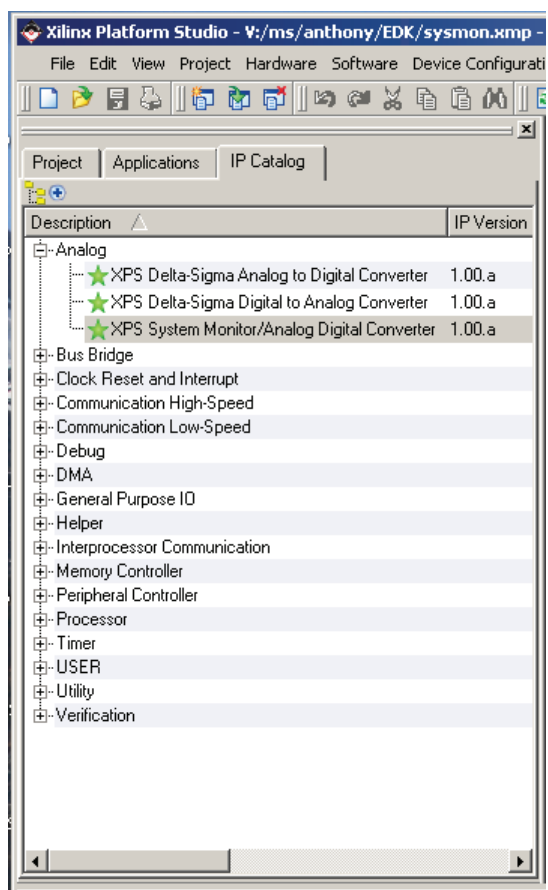 Xilinx Platform Studio - V:/ms/anthony/EDK/sysmon.xmp -
File Edit View Project Hardware Software Device Configurati
Project Applications IP Catalog
Description IP Version
Analog
XPS Delta-Sigma Analog to Digital Converter 1.00.a
XPS Delta-Sigma Digital to Analog Converter 1.00.a
XPS System Monitor/Analog Digital Converter 1.00.a
Bus Bridge
Clock Reset and Interrupt
Communication High-Speed
Communication Low-Speed
Debug
DMA
General Purpose IO
Helper
Interprocessor Communication
Memory Controller
Peripheral Controller
Processor
Timer
USER
Utility
Verification